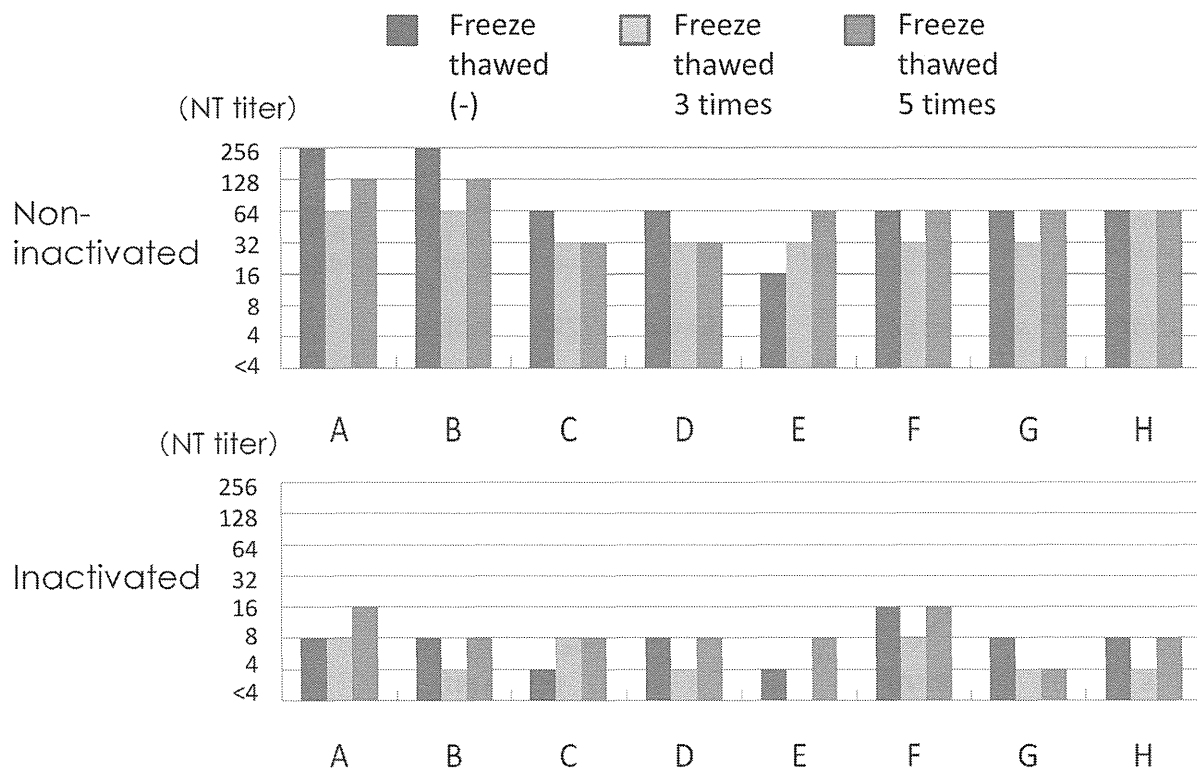 Freeze
thawed
(-)
Freeze
thawed
3 times
Freeze
thawed
5 times
(NT titer)
Non-
inactivated
256
128
64
32
16
8
4
<4
A B C D E F G H
(NT titer)
Inactivated
256
128
64
32
16
8
4
<4
A B C D E F G H